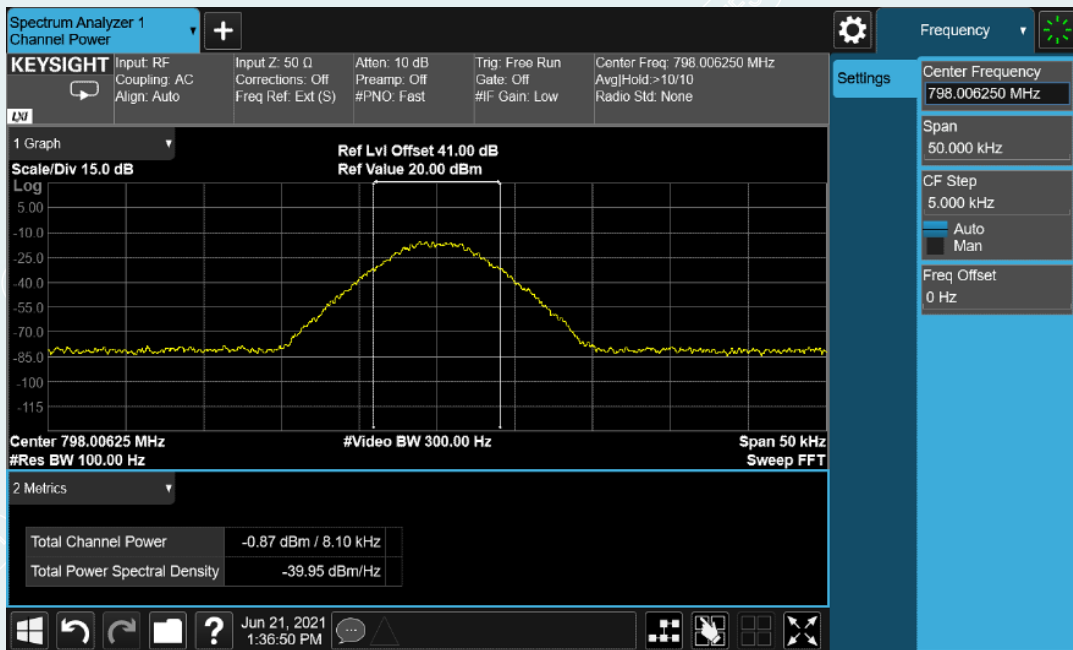 Spectrum Analyzer 1
Channel Power
+
Frequency
KEYSIGHT
LXI
Input: RF
Coupling: AC
Align: Auto
Input Z: 50 Ω
Corrections: Off
Freq Ref: Ext (S)
Atten: 10 dB
Preamp: Off
#PNO: Fast
Trig: Free Run
Gate: Off
#IF Gain: Low
Center Freq: 798.006250 MHz
Avg|Hold:>10/10
Radio Std: None
Settings
Center Frequency
798.006250 MHz
Span
50.000 kHz
CF Step
5.000 kHz
Auto
Man
Freq Offset
0 Hz
1 Graph
Scale/Div 15.0 dB
Ref Lvl Offset 41.00 dB
Ref Value 20.00 dBm
Log
5.00
-10.0
-25.0
-40.0
-55.0
-70.0
-85.0
-100
-115
Center 798.00625 MHz
#Res BW 100.00 Hz
#Video BW 300.00 Hz
Span 50 kHz
Sweep FFT
2 Metrics
Total Channel Power -0.87 dBm / 8.10 kHz
Total Power Spectral Density -39.95 dBm/Hz
?
Jun 21, 2021
1:36:50 PM